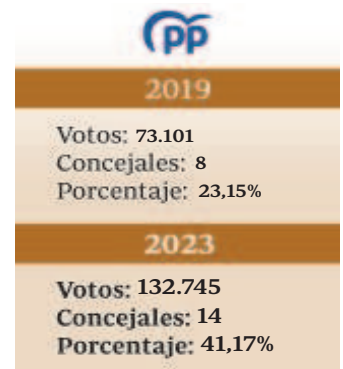 PP
2019
Votos: 73.101
Concejales: 8
Porcentaje: 23,15%
2023
Votos: 132.745
Concejales: 14
Porcentaje: 41,17%